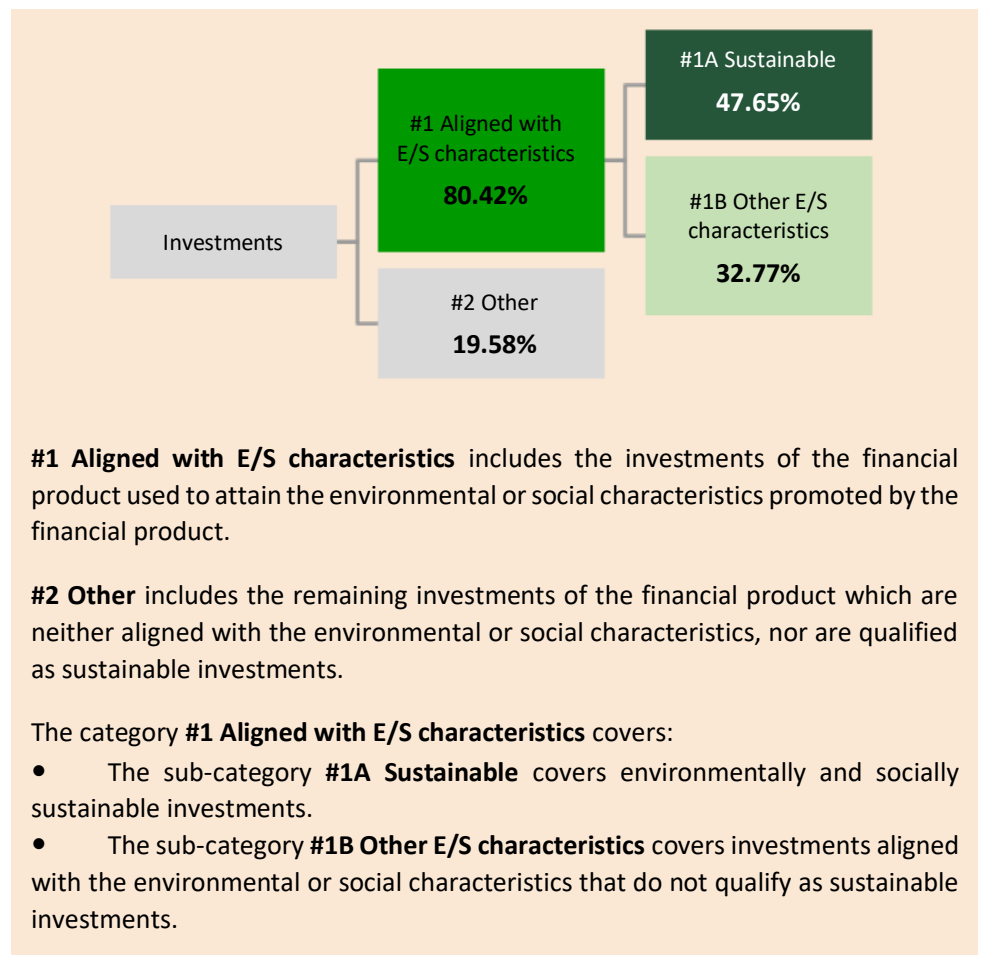 #1A Sustainable
47.65%
#1 Aligned with
E/S characteristics
80.42%
#1B Other E/S
characteristics
32.77%
Investments
#2 Other
19.58%
#1 Aligned with E/S characteristics includes the investments of the financial
product used to attain the environmental or social characteristics promoted by the
financial product.
#2 Other includes the remaining investments of the financial product which are
neither aligned with the environmental or social characteristics, nor are qualified
as sustainable investments.
The category #1 Aligned with E/S characteristics covers:
● The sub-category #1A Sustainable covers environmentally and socially
sustainable investments.
● The sub-category #1B Other E/S characteristics covers investments aligned
with the environmental or social characteristics that do not qualify as sustainable
investments.